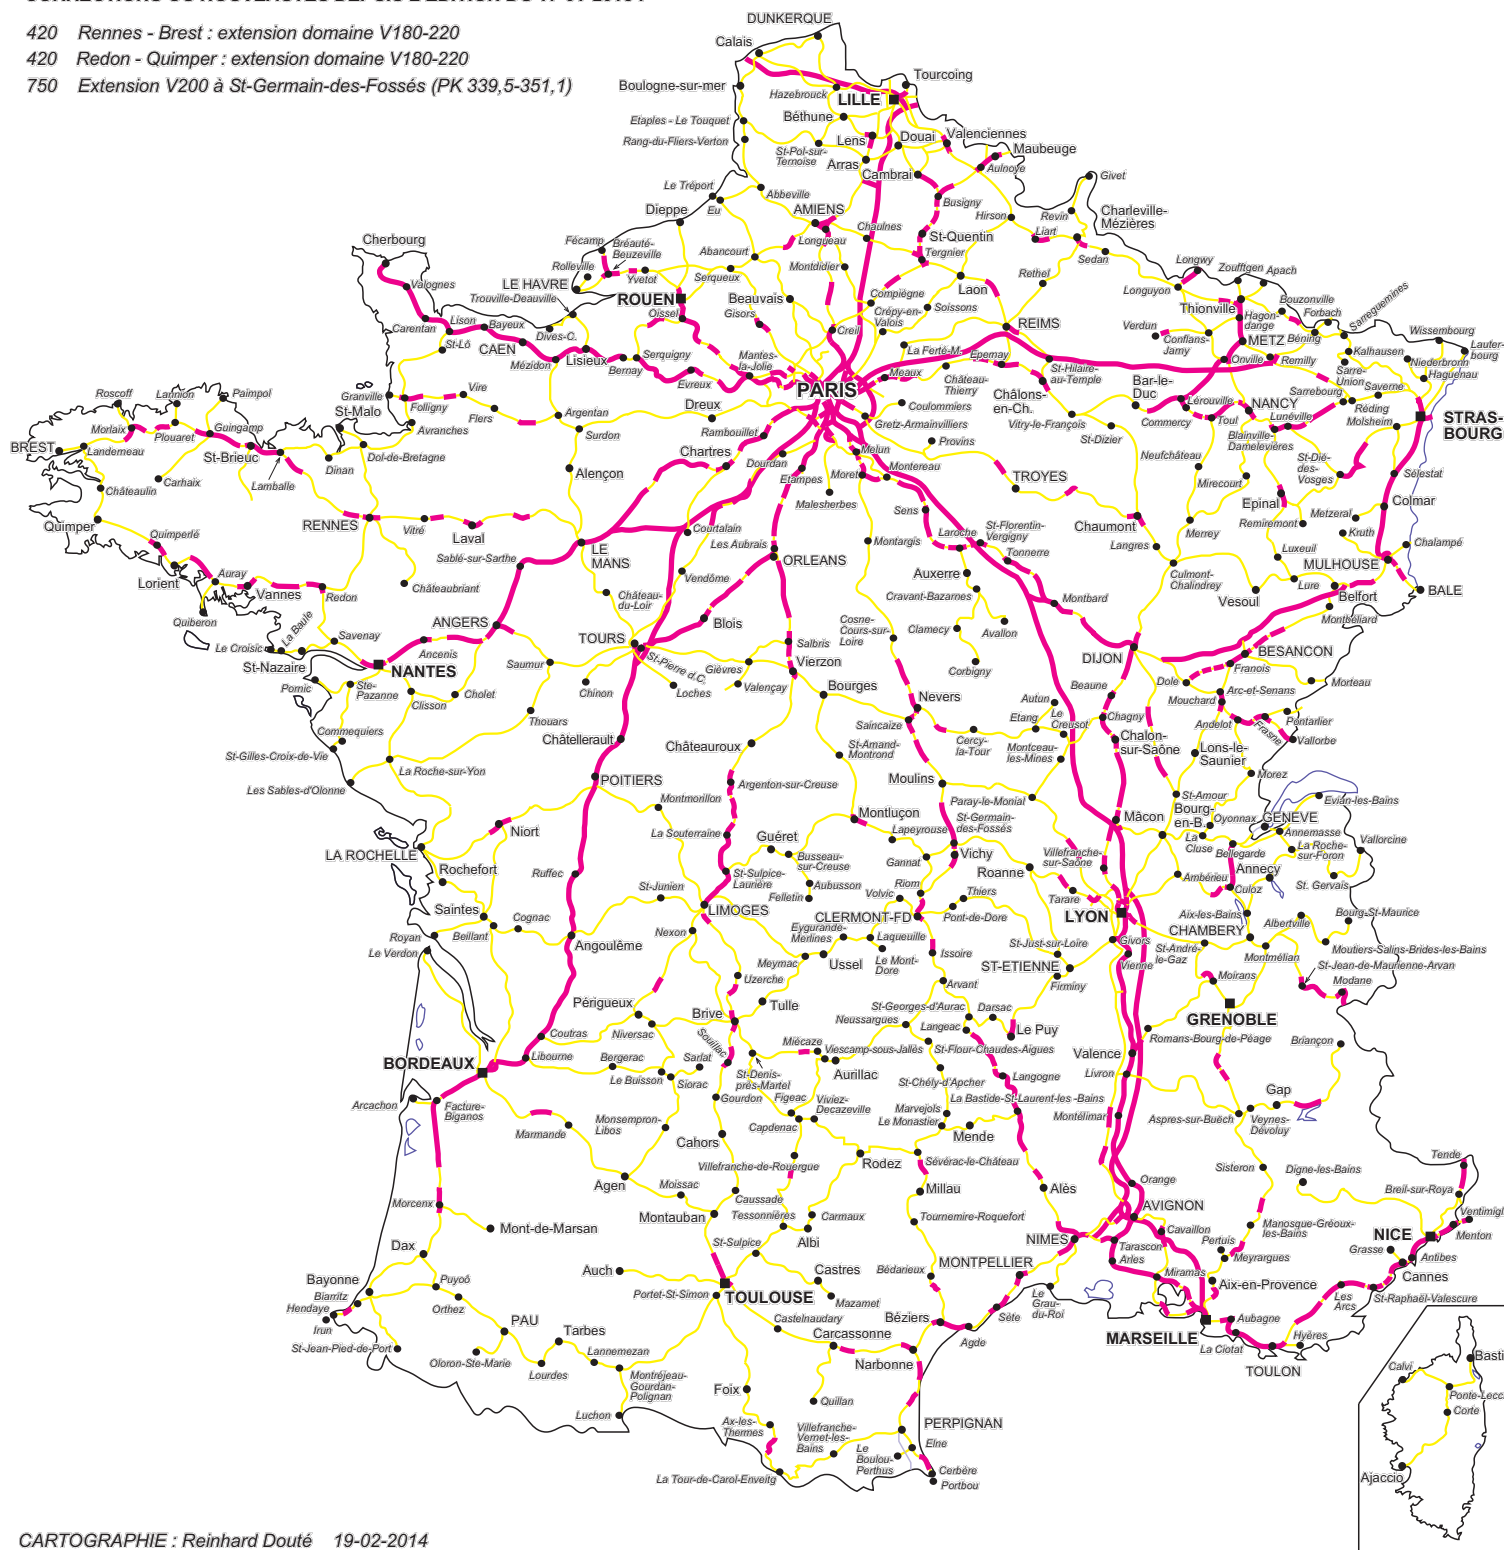 420 Rennes - Brest : extension domaine V180-220
420 Redon - Quimper : extension domaine V180-220
750 Extension V200 à St-Germain-des-Fossés (PK 339,5-351,1)
DUNKERQUE
Calais
Tourcoing
Boulogne-sur-mer
Hazebrouck
LILLE
Etaples - Le Touquet
Béthune
Rang-du-Fliers-Verton
Lens
Douai
Valenciennes
St-Pol-sur-
Ternoise
Arras
Maubeuge
Cambrai
Aulnoye
Givet
Le Tréport
Eu
Abbeville
Busigny
Dieppe
AMIENS
Hirson
Revin
Charleville-
Mézières
Cherbourg
Fécamp
Bréauté-
Beuzeville
Abancourt
Longueau
Chaulnes
St-Quentin
Liart
Sedan
Rolleville
Yvetot
Serqueux
Montdidier
Tergnier
Longwy
Zoufftgen
Apach
Valognes
LE HAVRE
Trouville-Deauville
ROUEN
Beauvais
Compiègne
Laon
Rethel
Longuyon
Thionville
Bouzonville
Forbach
Sarreguemines
Carentan
Lison
Bayeux
Oissel
Gisors
Crépy-en-
Valois
Soissons
REIMS
Verdun
Hagon-
dange
Wissembourg
St-Lô
CAEN
Dives-C.
Creil
Conflans-
Jarny
METZ
Béning
Kalhausen
Lauter-
bourg
Mézidon
Lisieux
Serquigny
Bernay
Mantes-
la-Jolie
La Ferté-M.
Epernay
Onville
Remilly
Sarre-
Union
Niederbronn
Haguenau
Evreux
Meaux
Château-
Thierry
St-Hilaire-
au-Temple
Sarrebourg
Saverne
Roscoff
Lannion
Paimpol
Granville
Vire
PARIS
Châlons-
en-Ch.
Bar-le-
Duc
Lérouville
NANCY
Réding
Folligny
Dreux
Coulommiers
Commercy
Toul
Lunéville
Molsheim
STRAS-
BOURG
Morlaix
Plouaret
Guingamp
St-Malo
Flers
Argentan
Surdon
Rambouillet
Gretz-Armainvilliers
Vitry-le-François
St-Dizier
Blainville-
Damelevières
BREST
Landerneau
St-Brieuc
Avranches
Dol-de-Bretagne
Dinan
Chartres
Dourdan
Melun
Provins
Neufchâteau
St-Dié-
des-
Vosges
Châteaulin
Carhaix
Lamballe
Alençon
Etampes
Moret
Montereau
TROYES
Mirecourt
Epinal
Sélestat
Malesherbes
Colmar
Quimper
Quimperlé
RENNES
Vitré
Laval
Courtalain
Les Aubrais
Sens
Montargis
Laroche
St-Florentin-
Vergigny
Tonnerre
Chaumont
Langres
Merrey
Remiremont
Metzeral
Kruth
Luxeuil
Chalampé
Lorient
Auray
Vannes
Sablé-sur-Sarthe
LE
MANS
ORLEANS
Vendôme
Auxerre
Culmont-
Chalindrey
Vesoul
Lure
MULHOUSE
Belfort
BALE
Quiberon
Redon
Châteaubriant
Château-
du-Loir
Cravant-Bazarnes
Montbard
Montbéliard
Le Croisic
La Baule
Savenay
ANGERS
Ancenis
TOURS
Blois
Salbris
Cosne-
Cours-sur-
Loire
Clamecy
Avallon
Corbigny
DIJON
BESANCON
Franois
St-Nazaire
NANTES
Saumur
St-Pierre d.C.
Gièvres
Vierzon
Dole
Pornic
Ste-
Pazanne
Clisson
Cholet
Chinon
Loches
Valençay
Bourges
Nevers
Autun
Beaune
Mouchard
Arc-et-Senans
Morteau
Commequiers
Thouars
Saincaize
Etang
Le
Creusot
Chagny
Andelot
Frasne
Pontarlier
Vallorbe
St-Gilles-Croix-de-Vie
Châtellerault
Châteauroux
St-Amand-
Montrond
Cercy-
la-Tour
Montceau-
les-Mines
Chalon-
sur-Saône
Lons-le-
Saunier
La Roche-sur-Yon
POITIERS
Argenton-sur-Creuse
Moulins
Morez
Les Sables-d'Olonne
Montmorillon
Paray-le-Monial
St-Amour
Evian-les-Bains
Niort
La Souterraine
Guéret
Montluçon
Lapeyrouse
St-Germain-
des-Fossés
Mâcon
Bourg-
en-B.
Oyonnax
GENEVE
Annemasse
LA ROCHELLE
Busseau-
sur-Creuse
Gannat
Vichy
Villefranche-
sur-Saône
La
Cluse
Bellegarde
La Roche-
sur-Foron
Vallorcine
Rochefort
Ruffec
St-Junien
St-Sulpice-
Laurière
Felletin
Aubusson
Volvic
Riom
Thiers
Roanne
Tarare
Ambérieu
Culoz
Annecy
St. Gervais
Saintes
Cognac
LIMOGES
CLERMONT-FD
Pont-de-Dore
LYON
Aix-les-Bains
Albertville
Bourg-St-Maurice
Royan
Le Verdon
Beillant
Angoulême
Nexon
Eygurande-
Merlines
Laqueuille
St-Just-sur-Loire
Givors
CHAMBERY
Moutiers-Salins-Brides-les-Bains
Meymac
Ussel
Le Mont-
Dore
Issoire
ST-ETIENNE
Firminy
Vienne
St-André-
le-Gaz
Montmélian
St-Jean-de-Maurienne-Arvan
Uzerche
Tulle
Arvant
Moirans
Modane
Périgueux
Brive
St-Georges-d'Aurac
Neussargues
Darsac
Langeac
Le Puy
GRENOBLE
Coutras
Niversac
Souillac
Miécaze
Viescamp-sous-Jallès
St-Flour-Chaudes-Aigues
Romans-Bourg-de-Péage
Briançon
BORDEAUX
Libourne
Bergerac
Sarlat
Valence
Le Buisson
Siorac
St-Denis-
près-Martel
Aurillac
St-Chély-d'Apcher
Langogne
Livron
Gap
Arcachon
Facture-
Biganos
Gourdon
Figeac
Viviez-
Decazeville
Marvejols
La Bastide-St-Laurent-les -Bains
Montélimar
Aspres-sur-Buëch
Veynes-
Dévoluy
Marmande
Monsempron-
Libos
Cahors
Capdenac
Le Monastier
Mende
Villefranche-de-Rouergue
Rodez
Sévérac-le-Château
Sisteron
Digne-les-Bains
Tende
Agen
Moissac
Caussade
Millau
Alès
Orange
Breil-sur-Roya
Morcenx
Mont-de-Marsan
Montauban
Tessonnières
Carmaux
Tournemire-Roquefort
AVIGNON
Cavaillon
Manosque-Gréoux-
les-Bains
Ventimigl
Dax
St-Sulpice
Albi
NIMES
Tarascon
Arles
Pertuis
Meyrargues
NICE
Menton
Grasse
Antibes
Bayonne
Biarritz
Hendaye
Irun
Puyoô
Orthez
Auch
Portet-St-Simon
TOULOUSE
Castres
Mazamet
Bédarieux
MONTPELLIER
Le
Grau-
du-Roi
Miramas
Aix-en-Provence
Les
Arcs
Cannes
St-Raphaël-Valescure
St-Jean-Pied-de-Port
PAU
Tarbes
Castelnaudary
Carcassonne
Béziers
Agde
Sète
MARSEILLE
Aubagne
La Ciotat
Hyères
TOULON
Oloron-Ste-Marie
Lourdes
Lannemezan
Montréjeau-
Gourdan-
Polignan
Narbonne
Calvi
Basti
Luchon
Foix
Quillan
Ponte-Lecc
Corte
Ax-les-
Thermes
Villefranche-
Vernet-les-
Bains
Le
Boulou-
Perthus
PERPIGNAN
Elne
La Tour-de-Carol-Enveitg
Cerbère
Portbou
Ajaccio
CARTOGRAPHIE : Reinhard Douté 19-02-2014